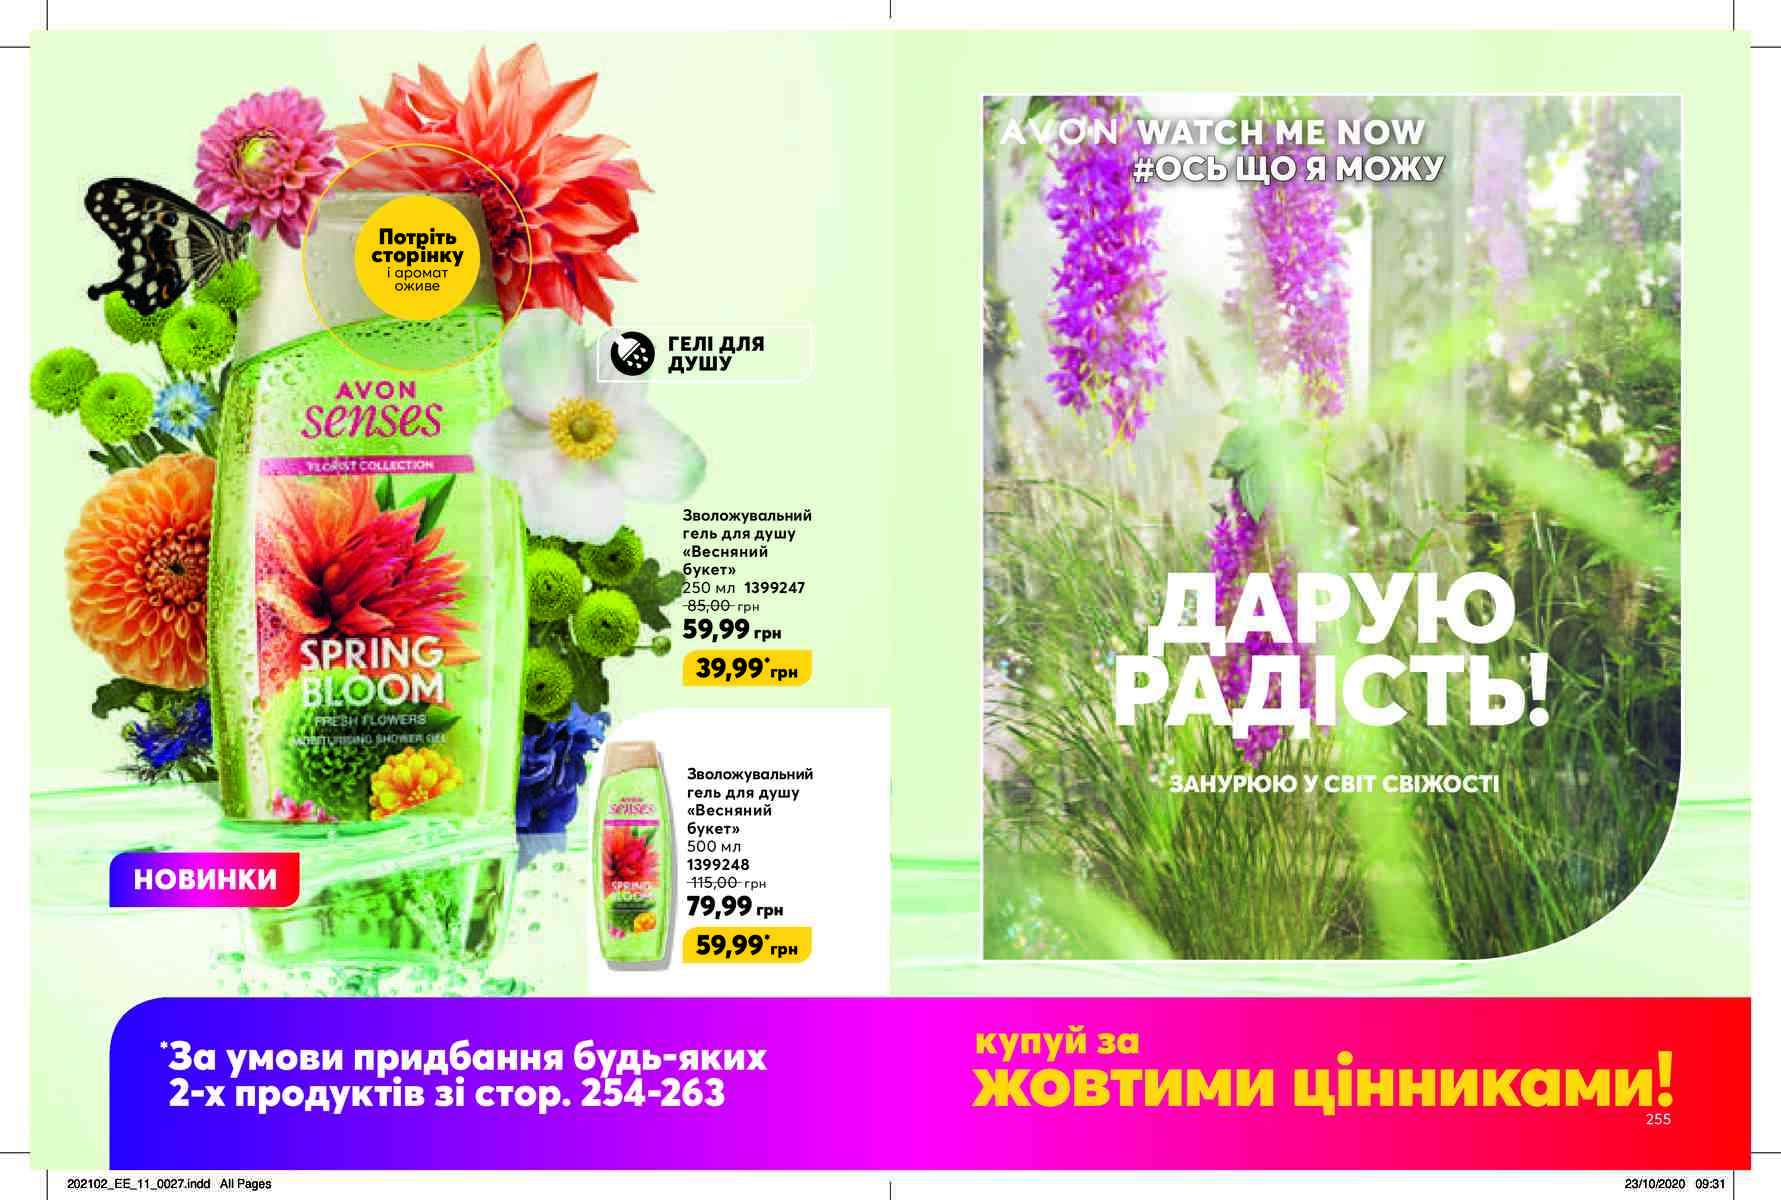 Потріть
сторінку
і аромат
оживе
ГЕЛІ ДЛЯ
ДУШУ
AVON
senses
FLORIST COLLECTION
SPRING
BLOOM
FRESH FLOWERS
MOISTURISING SHOWER GEL
Зволожувальний
гель для душу
«Весняний
букет»
250 мл 1399247
85,00 грн
59,99 грн
39,99* грн
НОВИНКИ
AVON
senses
SPRING
BLOOM
Зволожувальний
гель для душу
«Весняний
букет»
500 мл
1399248
115,00 грн
79,99 грн
59,99* грн
*За умови придбання будь-яких
2-х продуктів зі стор. 254-263
AVON WATCH ME NOW
#ОСЬ ЩО Я МОЖУ
ДАРУЮ
РАДІСТЬ!
ЗАНУРЮЮ У СВІТ СВІЖОСТІ
купуй за
жовтими цінниками!
255
202102_EE_11_0027.indd All Pages
23/10/2020 09:31